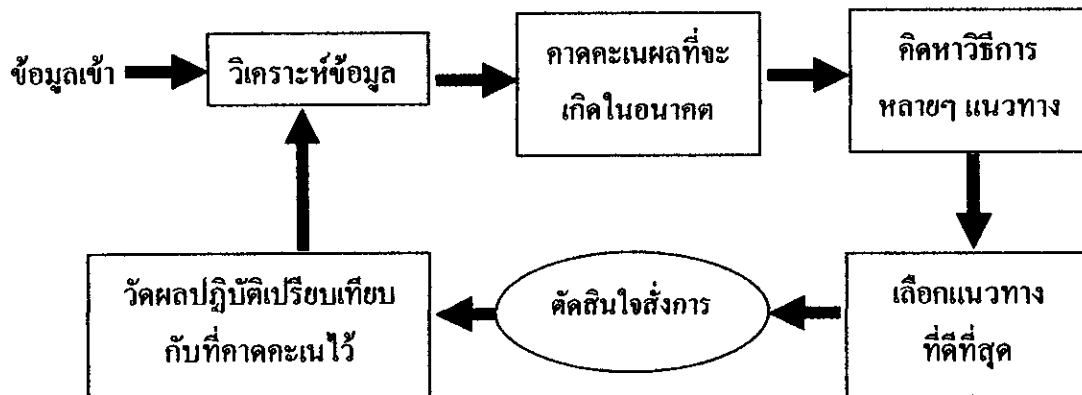 ข้อมูลเข้า
วิเคราะห์ข้อมูล
คาดคะเนผลที่จะ
เกิดในอนาคต
คิดหาวิธีการ
หลายๆ แนวทาง
เลือกแนวทาง
ที่ดีที่สุด
ตัดสินใจสั่งการ
วัดผลปฏิบัติเปรียบเทียบ
กับที่คาดคะเนไว้